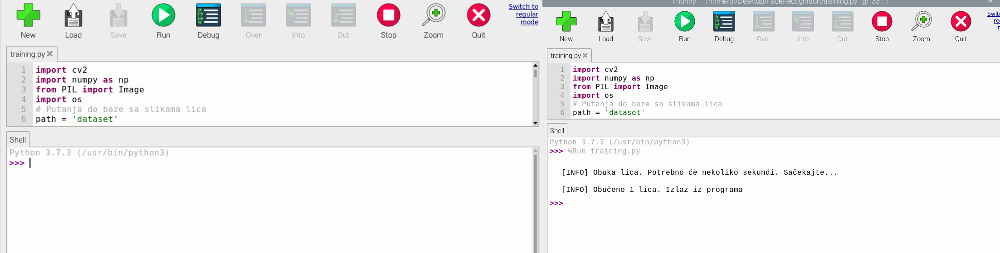 New Load Save Run Debug Over Into Out Stop Zoom Quit
Switch to
regular
mode
training.py
1 import cv2
2 import numpy as np
3 from PIL import Image
4 import os
5 # Putanja do baze sa slikama lica
6 path = 'dataset'
Shell
Python 3.7.3 (/usr/bin/python3)
>>>
Thonny - /home/pi/Desktop/FaceRecognition/training.py @ 33 : 1
New Load Save Run Debug Over Into Out Stop Zoom Quit
training.py
1 import cv2
2 import numpy as np
3 from PIL import Image
4 import os
5 # Putanja do baze sa slikama lica
6 path = 'dataset'
Shell
Python 3.7.3 (/usr/bin/python3)
>>> %Run training.py
[INFO] Obuka lica. Potrebno će nekoliko sekundi. Sačekajte...
[INFO] Obučeno 1 lica. Izlaz iz programa
>>>